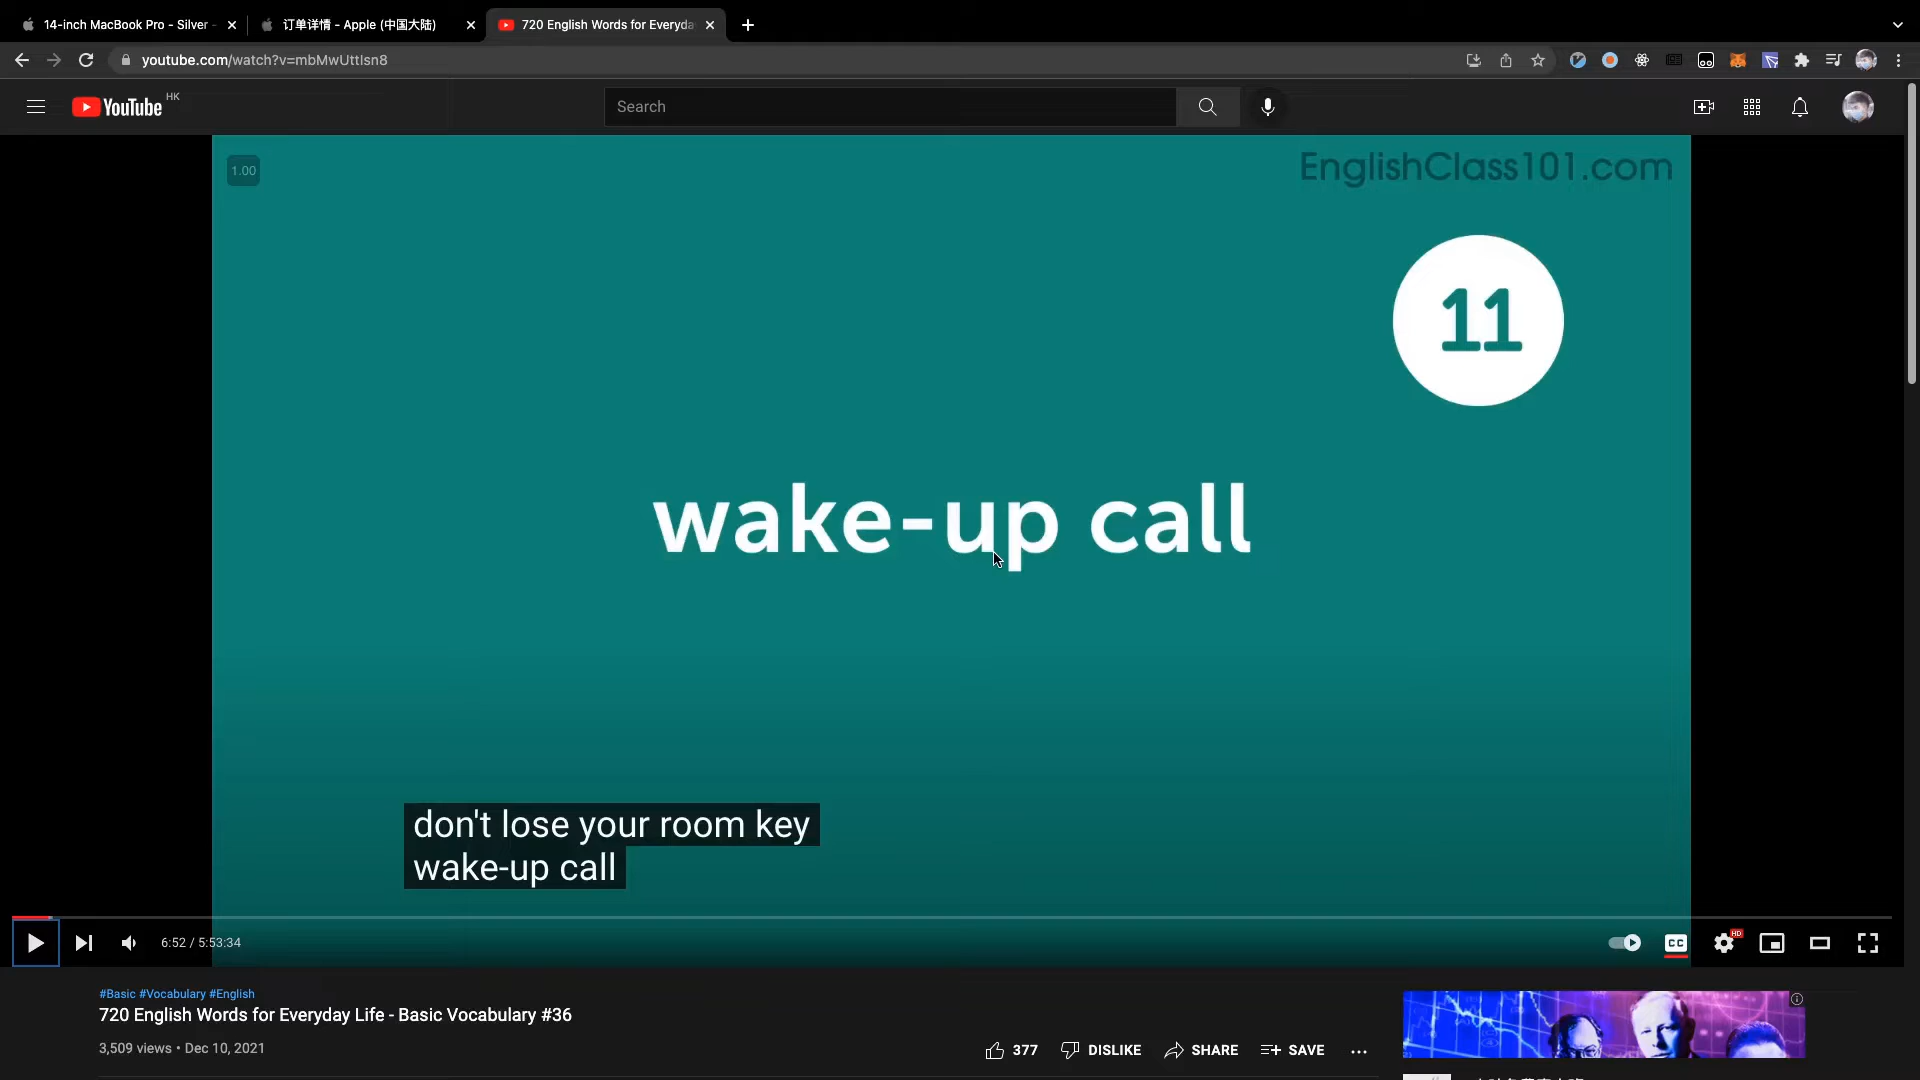 14-inch MacBook Pro - Silver -
订单详情 - Apple (中国大陆)
720 English Words for Everyda
youtube.com/watch?v=mbMwUttlsn8
YouTube HK
Search
1.00
EnglishClass101.com
11
wake-up call
don't lose your room key
wake-up call
6:52 / 5:53:34
CC
HD
#Basic #Vocabulary #English
720 English Words for Everyday Life - Basic Vocabulary #36
3,509 views • Dec 10, 2021
377
DISLIKE
SHARE
SAVE